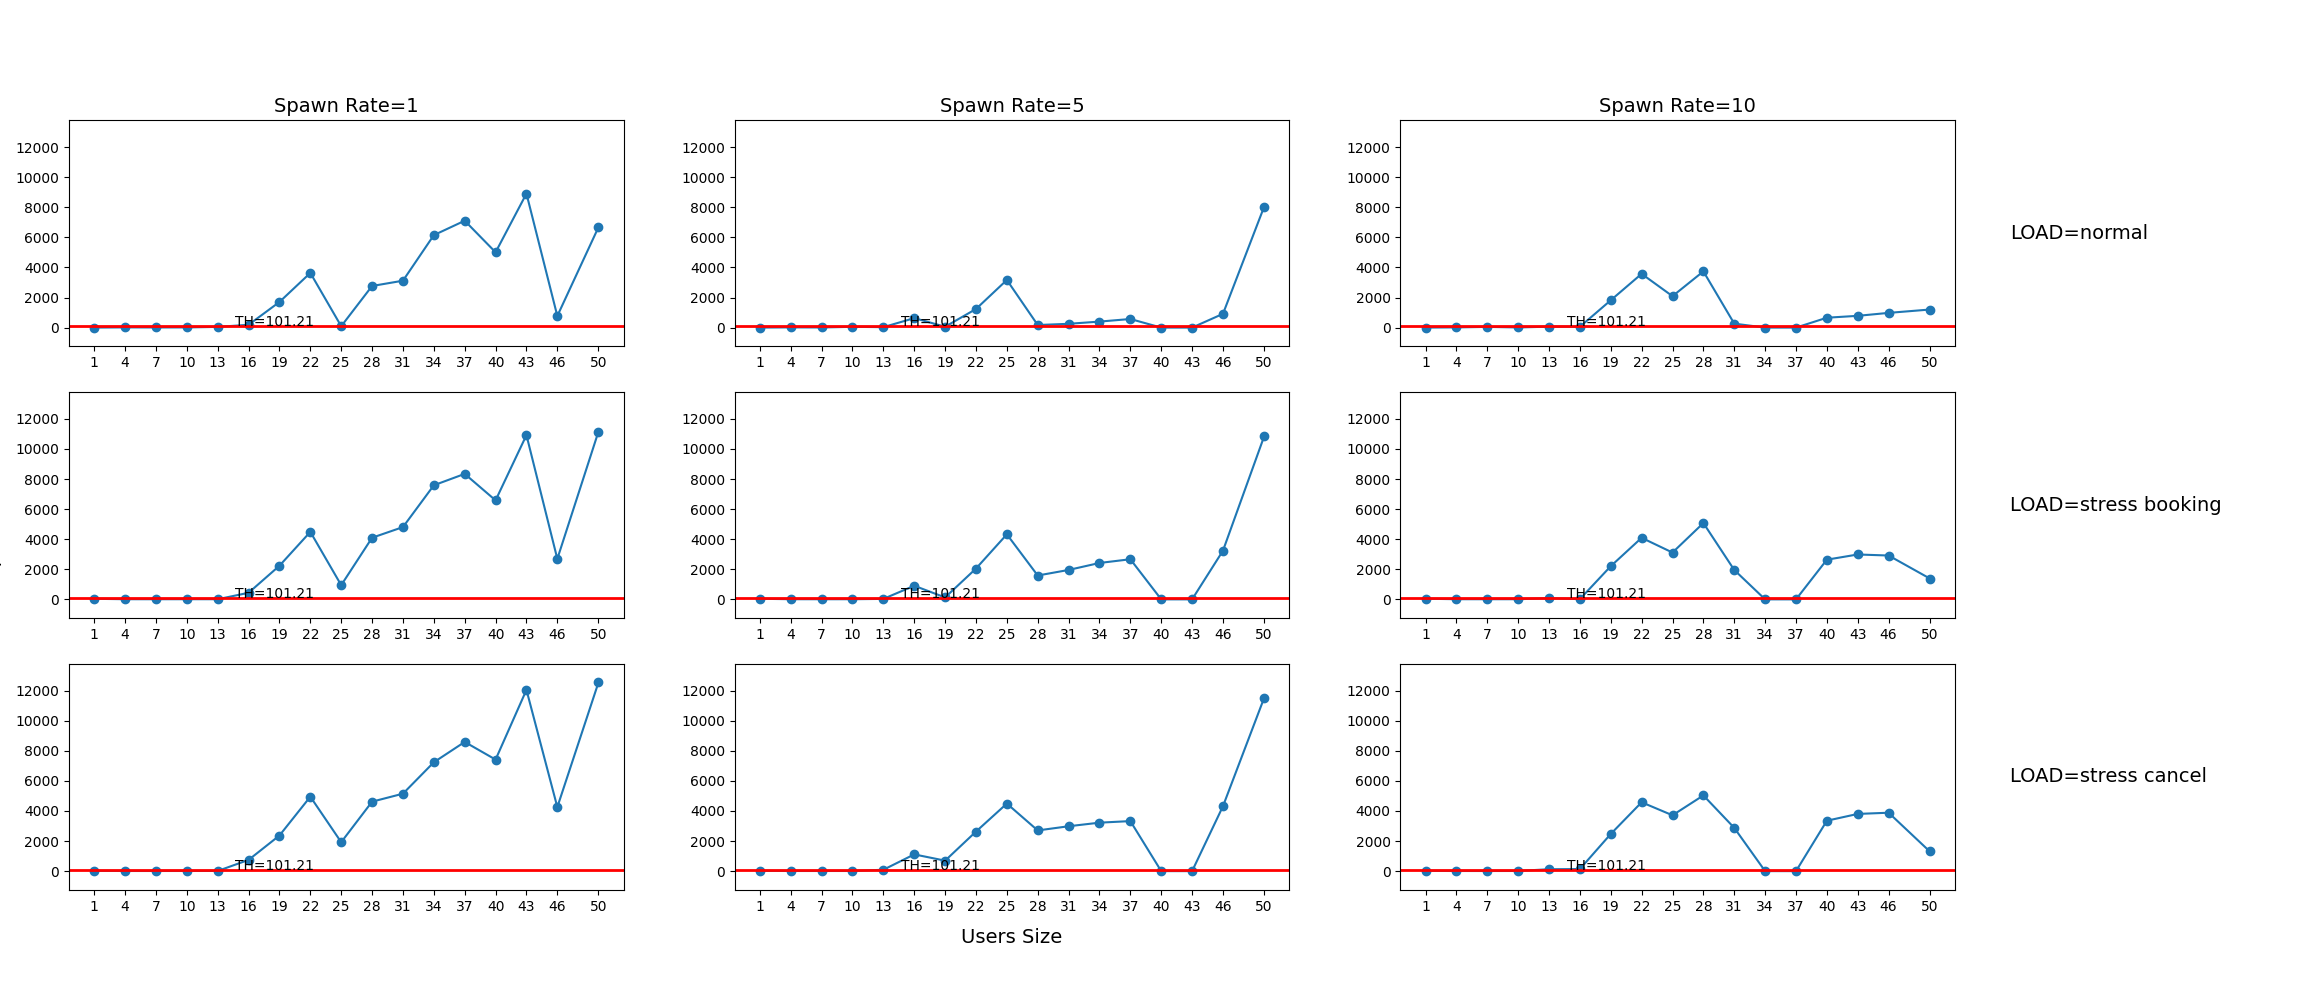 Spawn Rate=1 Spawn Rate=5 Spawn Rate=10
12000 12000 12000
10000 10000 10000
8000 8000 8000
6000 6000 6000 LOAD=normal
4000 4000 4000
2000 2000 2000
TH=101.21 TH=101.21 TH=101.21
0 0 0
1 4 7 10 13 16 19 22 25 28 31 34 37 40 43 46 50 1 4 7 10 13 16 19 22 25 28 31 34 37 40 43 46 50 1 4 7 10 13 16 19 22 25 28 31 34 37 40 43 46 50
12000 12000 12000
10000 10000 10000
8000 8000 8000
6000 6000 6000 LOAD=stress booking
4000 4000 4000
2000 2000 2000
TH=101.21 TH=101.21 TH=101.21
0 0 0
1 4 7 10 13 16 19 22 25 28 31 34 37 40 43 46 50 1 4 7 10 13 16 19 22 25 28 31 34 37 40 43 46 50 1 4 7 10 13 16 19 22 25 28 31 34 37 40 43 46 50
12000 12000 12000
10000 10000 10000
8000 8000 8000
6000 6000 6000 LOAD=stress cancel
4000 4000 4000
2000 2000 2000
TH=101.21 TH=101.21 TH=101.21
0 0 0
1 4 7 10 13 16 19 22 25 28 31 34 37 40 43 46 50 1 4 7 10 13 16 19 22 25 28 31 34 37 40 43 46 50 1 4 7 10 13 16 19 22 25 28 31 34 37 40 43 46 50
Users Size